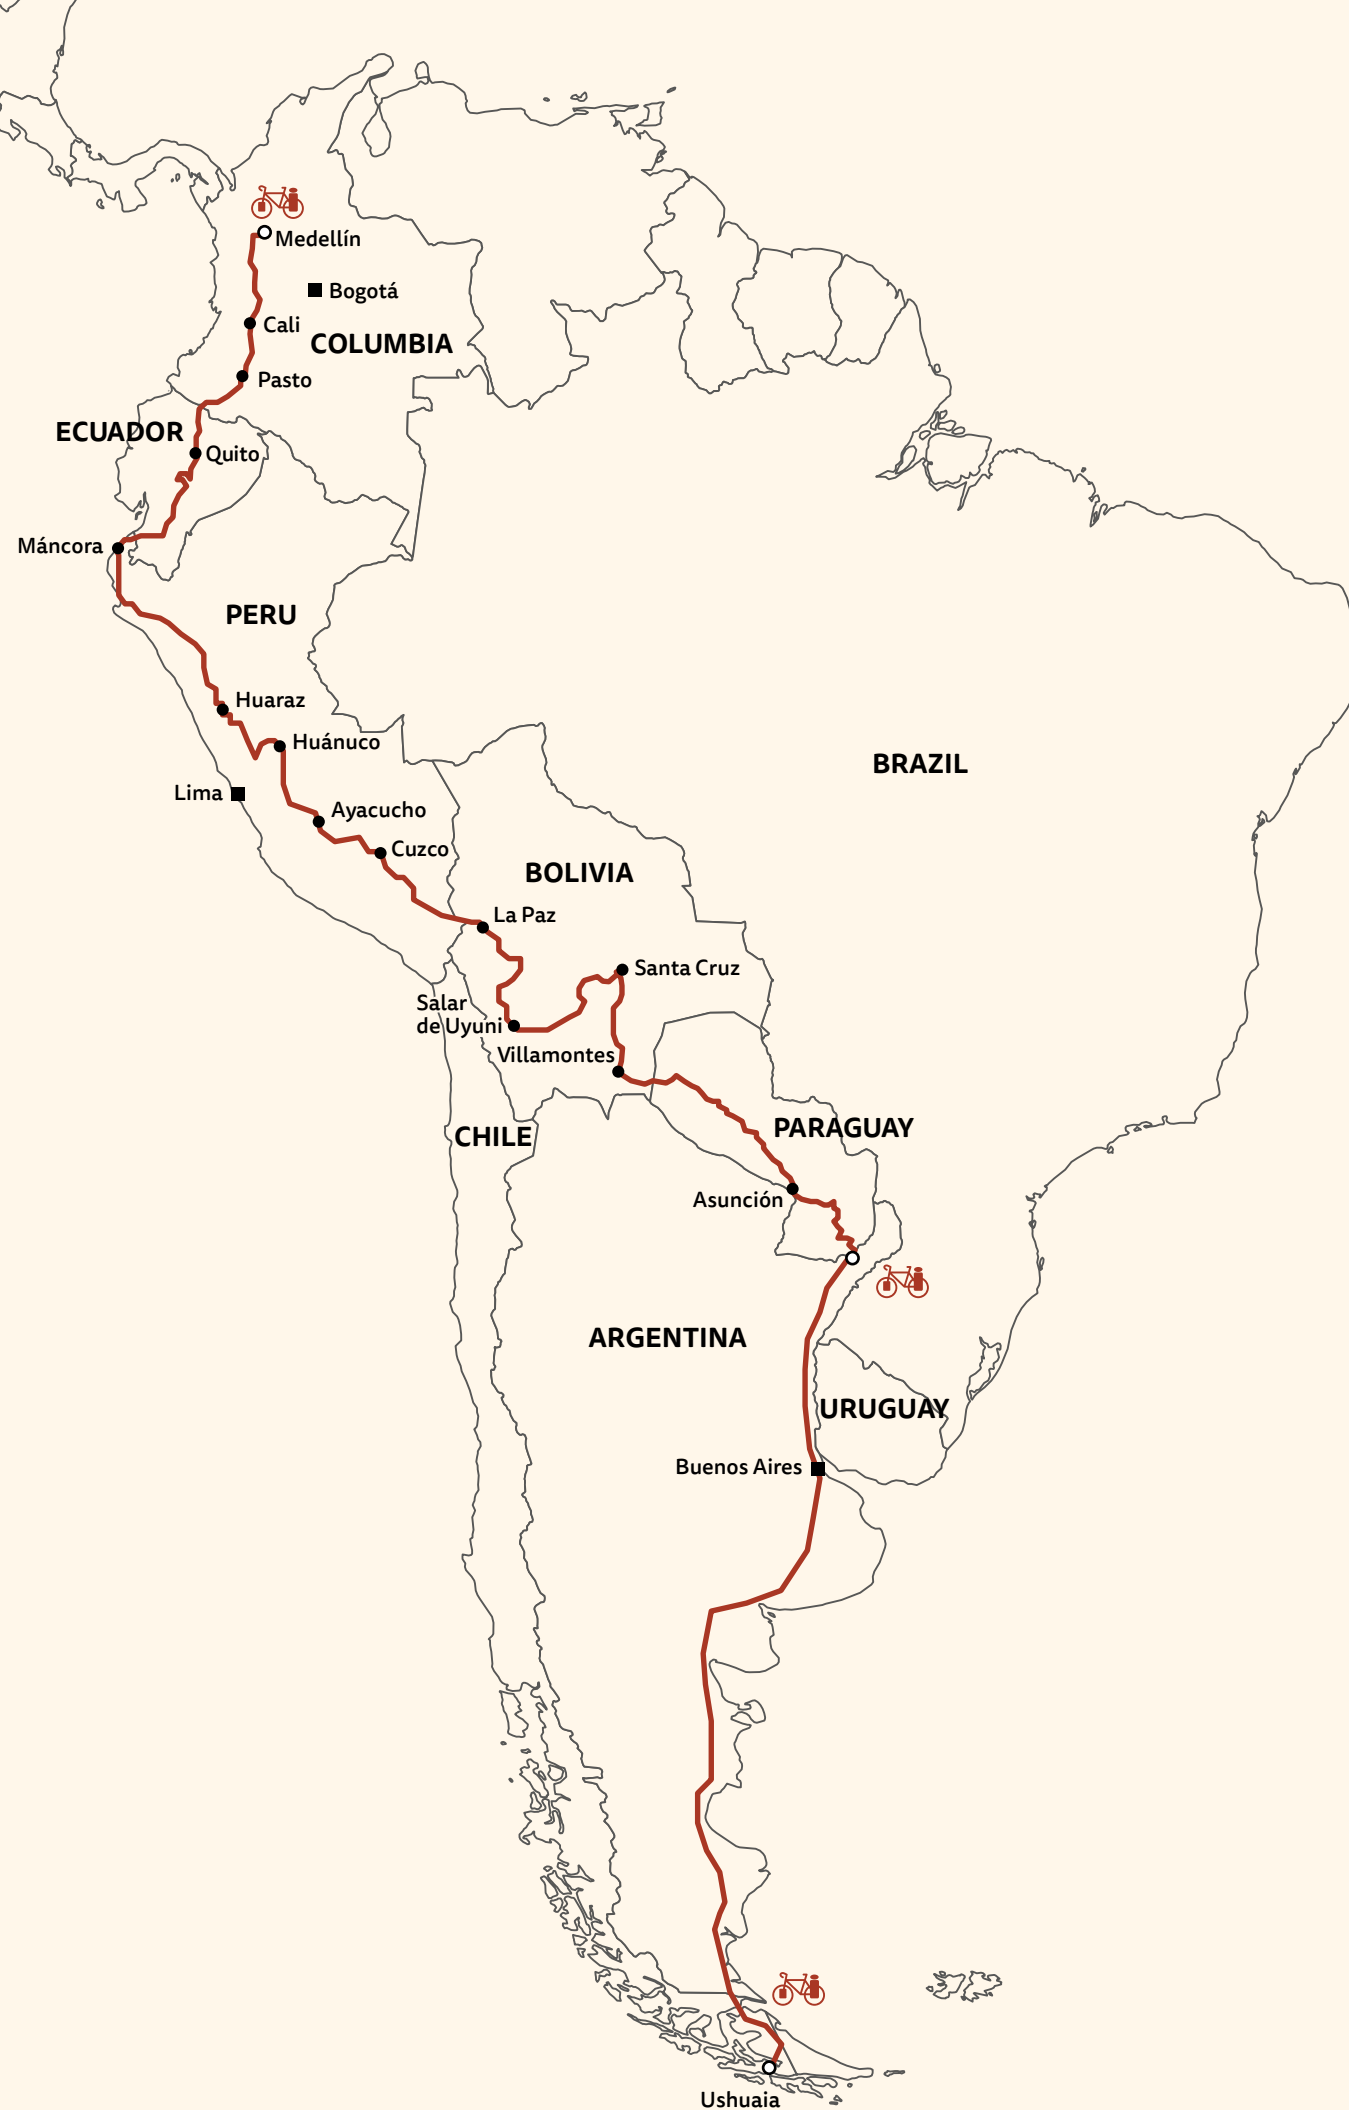 Medellín
Bogotá
Cali
COLUMBIA
Pasto
ECUADOR
Quito
Máncora
PERU
Huaraz
Huánuco
BRAZIL
Lima
Ayacucho
Cuzco
BOLIVIA
La Paz
Santa Cruz
Salar
de Uyuni
Villamontes
PARAGUAY
CHILE
Asunción
ARGENTINA
URUGUAY
Buenos Aires
Ushuaia